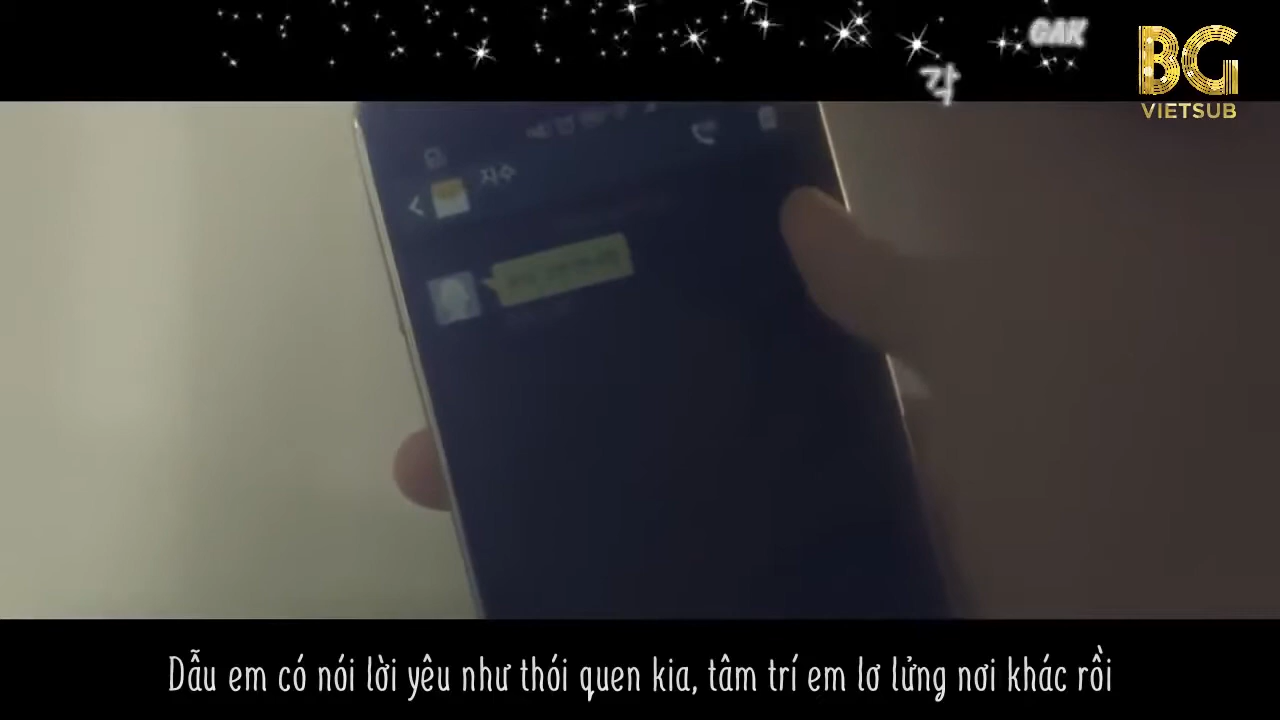 GAK
각
BG
VIETSUB
지수
Dẫu em có nói lời yêu như thói quen kia, tâm trí em lơ lửng nơi khác rồi